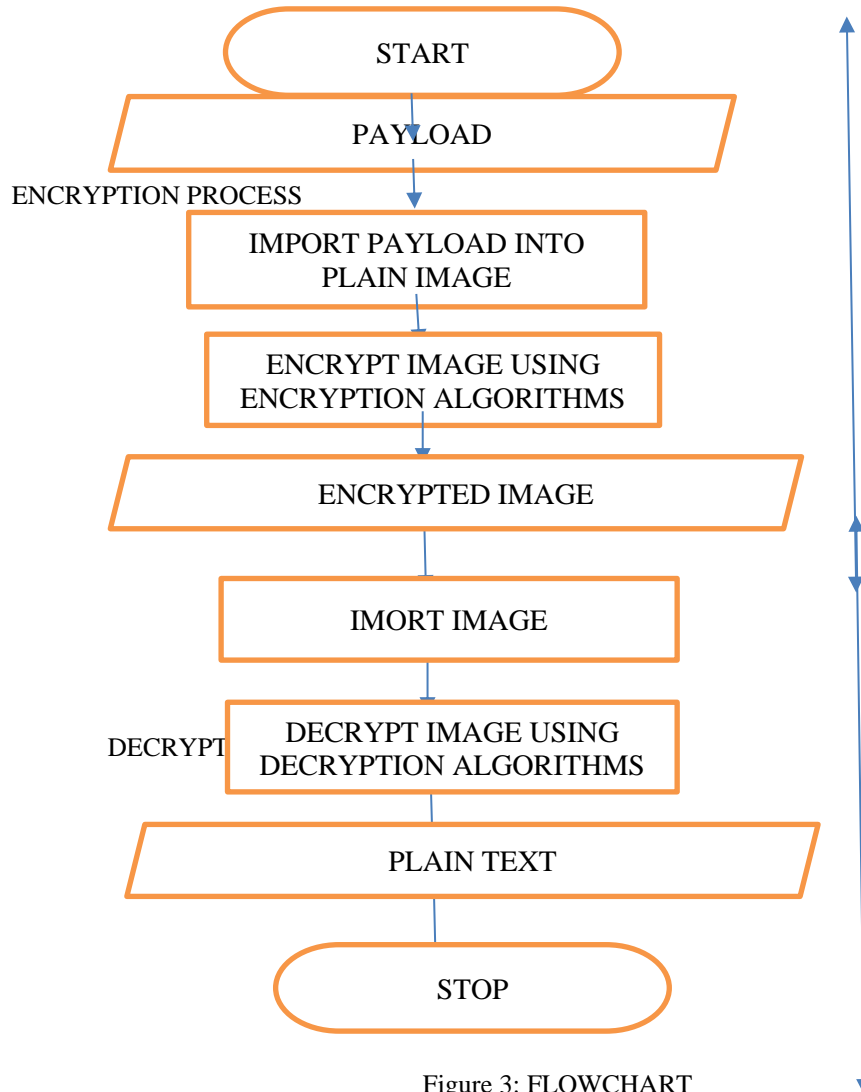 START
PAYLOAD
ENCRYPTION PROCESS
IMPORT PAYLOAD INTO
PLAIN IMAGE
ENCRYPT IMAGE USING
ENCRYPTION ALGORITHMS
ENCRYPTED IMAGE
IMORT IMAGE
DECRYPT
DECRYPT IMAGE USING
DECRYPTION ALGORITHMS
PLAIN TEXT
STOP
Figure 3: FLOWCHART